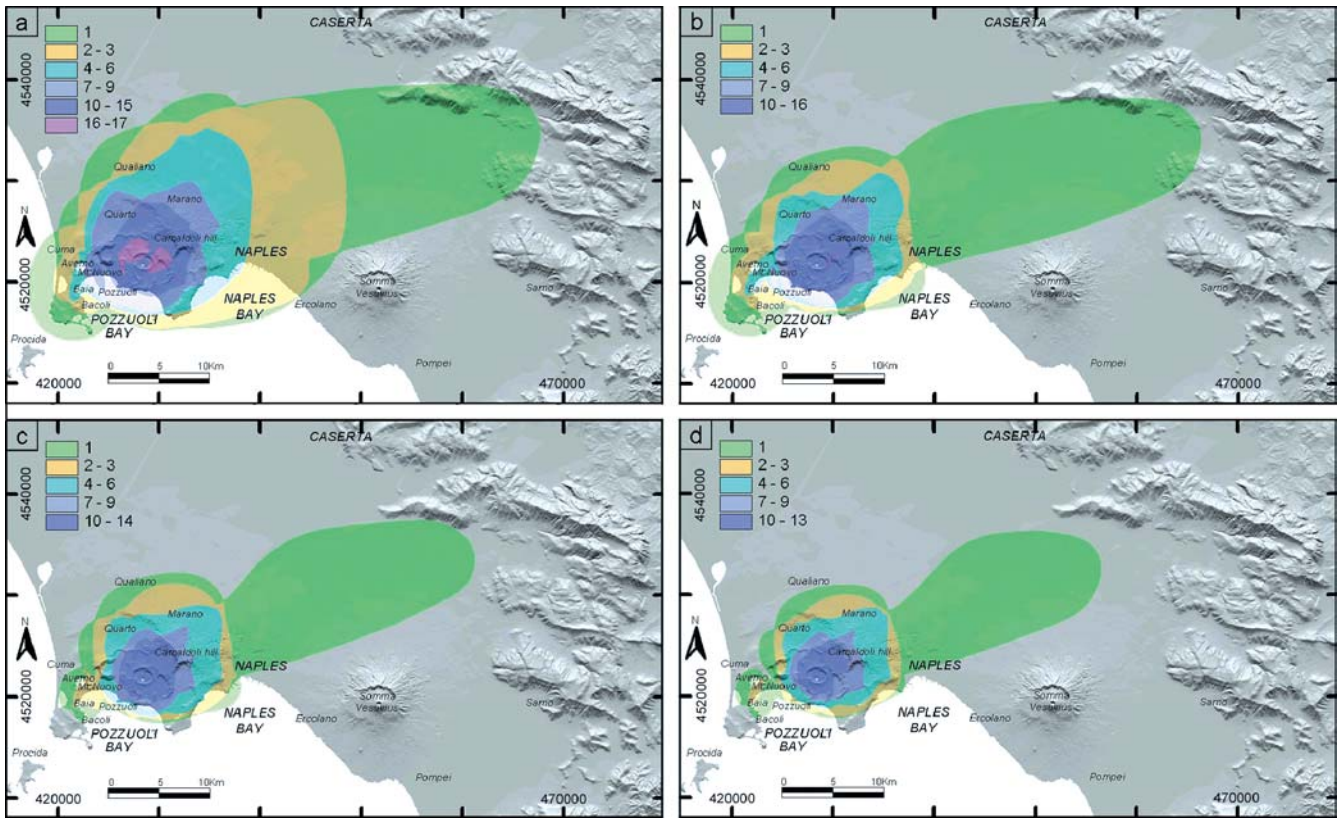 a
CASERTA
1
2 - 3
4 - 6
7 - 9
10 - 15
16 -17
4540000
4520000
Qualiano
Quarto
Marano
Camaldoli hill
Cuma
Averno
Mt.Nuovo
Baia
Pozzuoli
Bacoli
NAPLES
POZZUOLI
BAY
NAPLES
BAY
Ercolano
Somma
Vesuvius
Sarno
Procida
Pompei
N
0 5 10Km
420000
470000
b
CASERTA
1
2 - 3
4 - 6
7 - 9
10 - 16
4540000
4520000
Qualiano
Quarto
Marano
Camaldoli hill
Cuma
Averno
Mt.Nuovo
Baia
Pozzuoli
Bacoli
NAPLES
POZZUOLI
BAY
NAPLES
BAY
Ercolano
Somma
Vesuvius
Sarno
Procida
Pompei
N
0 5 10Km
420000
470000
c
CASERTA
1
2 - 3
4 - 6
7 - 9
10 - 14
4540000
4520000
Qualiano
Quarto
Marano
Camaldoli hill
Cuma
Averno
Mt.Nuovo
Baia
Pozzuoli
Bacoli
NAPLES
POZZUOLI
BAY
NAPLES
BAY
Ercolano
Somma
Vesuvius
Sarno
Procida
Pompei
N
0 5 10Km
420000
470000
d
CASERTA
1
2 - 3
4 - 6
7 - 9
10 - 13
4540000
4520000
Qualiano
Quarto
Marano
Camaldoli hill
Cuma
Averno
Mt.Nuovo
Baia
Pozzuoli
Bacoli
NAPLES
POZZUOLI
BAY
NAPLES
BAY
Ercolano
Somma
Vesuvius
Sarno
Procida
Pompei
N
0 5 10Km
420000
470000